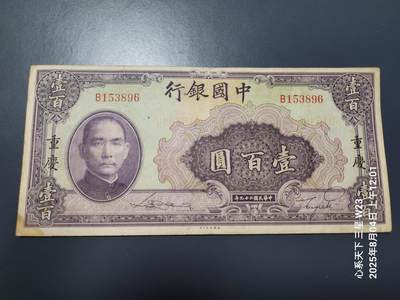 行銀國中
B153896
B153896
壹百
壹百
重慶
重慶
圓百壹
印年九十二國民華中
壹百
壹百
心系天下 三星 W23
2025年8月04日 上午12:01